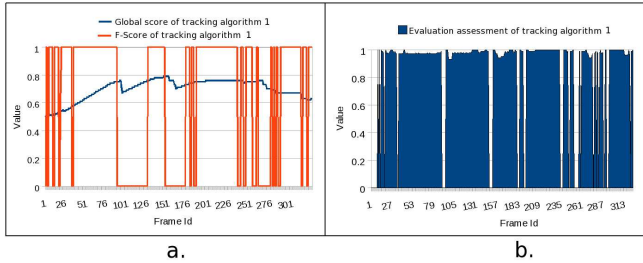 Global score of tracking algorithm 1
F-Score of tracking algorithm 1
1
0.8
0.6
0.4
0.2
0
Value
1 26 51 76 101 126 151 176 201 226 251 276 301
Frame Id
a.
Evaluation assessment of tracking algorithm 1
1
0.8
0.6
0.4
0.2
0
Value
1 27 53 79 105 131 157 183 209 235 261 287 313
Frame Id
b.